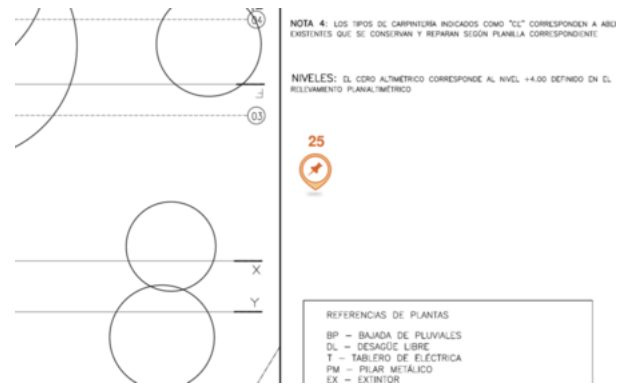 04
NOTA 4: LOS TIPOS DE CARPINTERÍA INDICADOS COMO "CE" CORRESPONDEN A ABE
EXISTENTES QUE SE CONSERVAN Y REPARAN SEGÚN PLANILLA CORRESPONDIENTE
F
NIVELES: EL CERO ALTIMÉTRICO CORRESPONDE AL NIVEL +4.00 DEFINIDO EN EL
RELEVAMIENTO PLANIALTIMÉTRICO
03
25
X
Y
REFERENCIAS DE PLANTAS
BP – BAJADA DE PLUVIALES
DL – DESAGÜE LIBRE
T – TABLERO DE ELÉCTRICA
PM – PILAR METÁLICO
EX – EXTINTOR